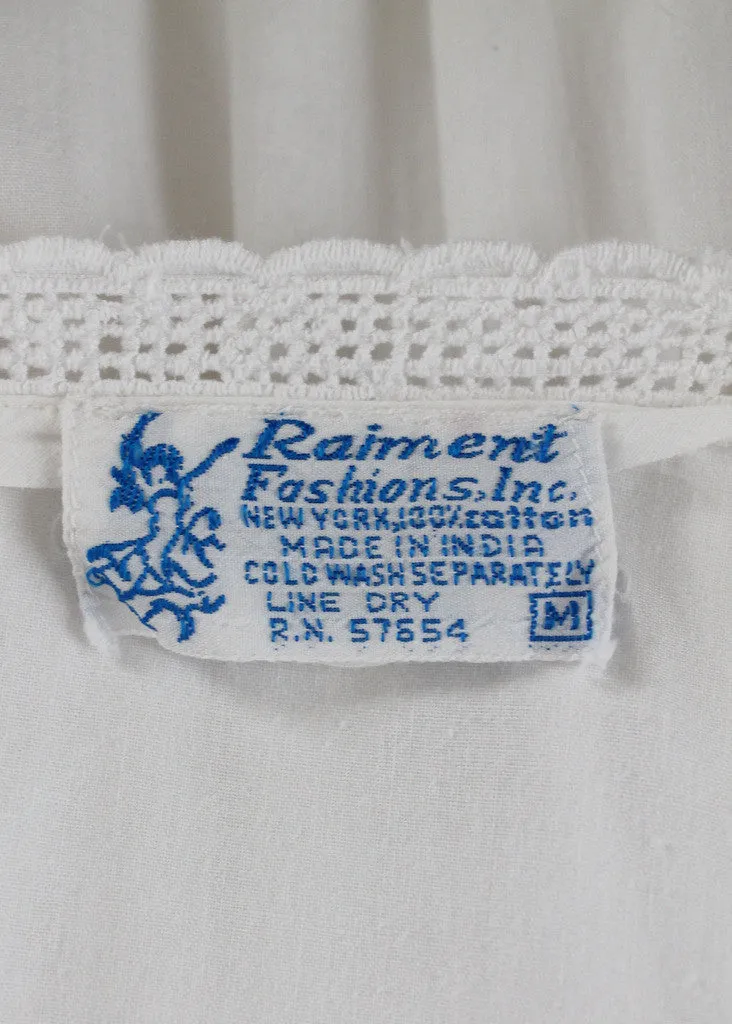 Raiment
Fashions, Inc.
NEW YORK, 100% cotton
MADE IN INDIA
COLD WASH SEPARATELY
LINE DRY
R.N. 57654
M